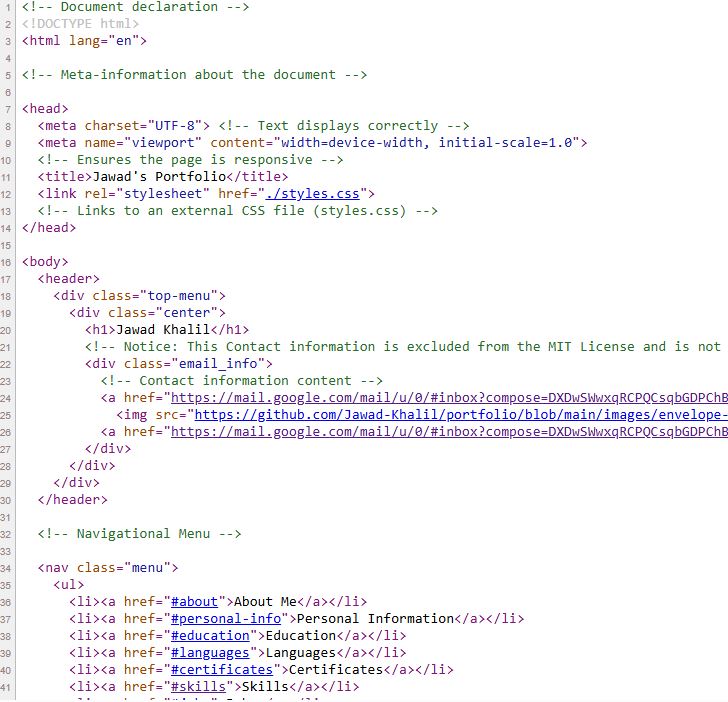 1 <!-- Document declaration -->
2 <!DOCTYPE html>
3 <html lang="en">
4
5 <!-- Meta-information about the document -->
6
7 <head>
8 <meta charset="UTF-8"> <!-- Text displays correctly -->
9 <meta name="viewport" content="width=device-width, initial-scale=1.0">
10 <!-- Ensures the page is responsive -->
11 <title>Jawad's Portfolio</title>
12 <link rel="stylesheet" href="./styles.css">
13 <!-- Links to an external CSS file (styles.css) -->
14 </head>
15
16 <body>
17 <header>
18 <div class="top-menu">
19 <div class="center">
20 <h1>Jawad Khalil</h1>
21 <!-- Notice: This Contact information is excluded from the MIT License and is not
22 <div class="email_info">
23 <!-- Contact information content -->
24 <a href="https://mail.google.com/mail/u/0/#inbox?compose=DXDwSWwxqRCPQCsqbGDPChB
25 <img src="https://github.com/Jawad-Khalil/portfolio/blob/main/images/envelope-
26 <a href="https://mail.google.com/mail/u/0/#inbox?compose=DXDwSWwxqRCPQCsqbGDPChB
27 </div>
28 </div>
29 </div>
30 </header>
31
32 <!-- Navigational Menu -->
33
34 <nav class="menu">
35 <ul>
36 <li><a href="#about">About Me</a></li>
37 <li><a href="#personal-info">Personal Information</a></li>
38 <li><a href="#education">Education</a></li>
39 <li><a href="#languages">Languages</a></li>
40 <li><a href="#certificates">Certificates</a></li>
41 <li><a href="#skills">Skills</a></li>